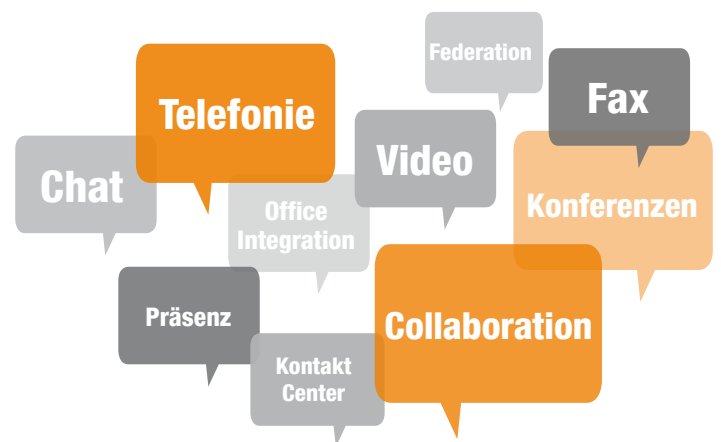 Federation
Telefonie
Fax
Chat
Video
Office
Integration
Konferenzen
Präsenz
Collaboration
Kontakt
Center